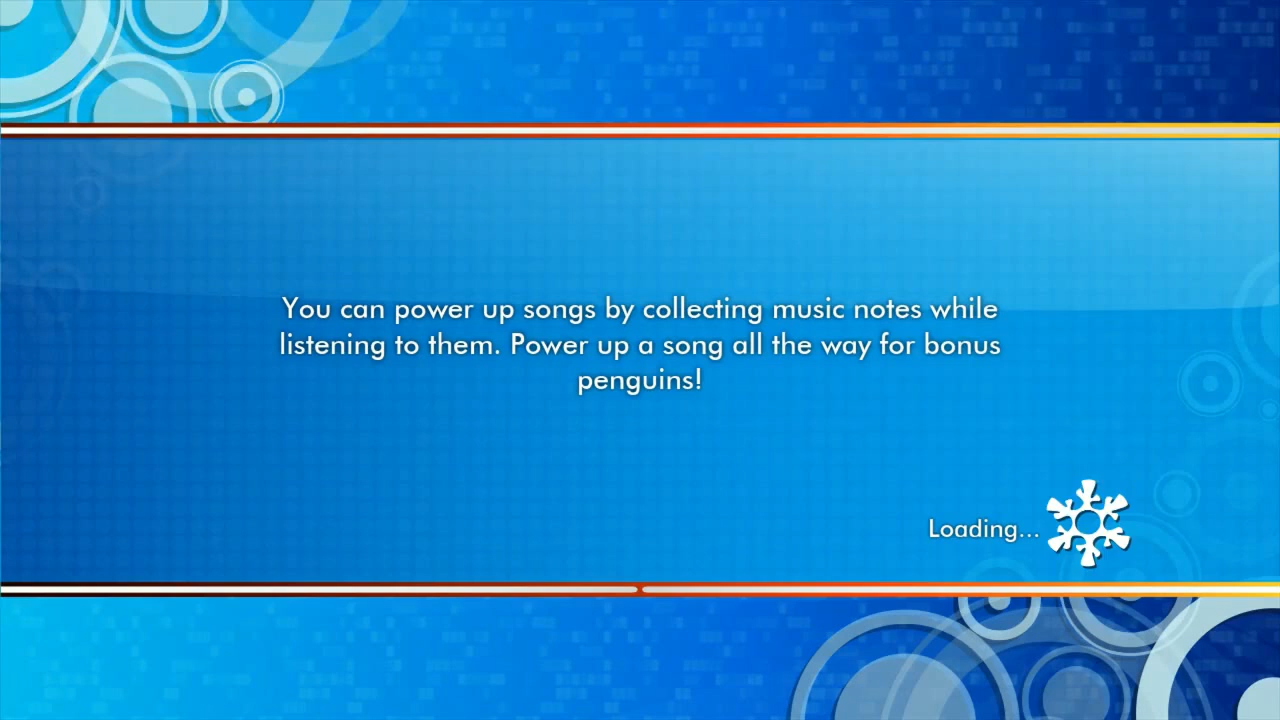 You can power up songs by collecting music notes while
listening to them. Power up a song all the way for bonus
penguins!
Loading...